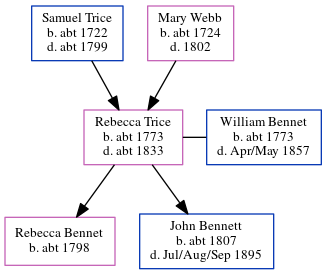 Samuel Trice
b. abt 1722
d. abt 1799
Mary Webb
b. abt 1724
d. 1802
Rebecca Trice
b. abt 1773
d. abt 1833
William Bennet
b. abt 1773
d. Apr/May 1857
Rebecca Bennet
b. abt 1798
John Bennett
b. abt 1807
d. Jul/Aug/Sep 1895